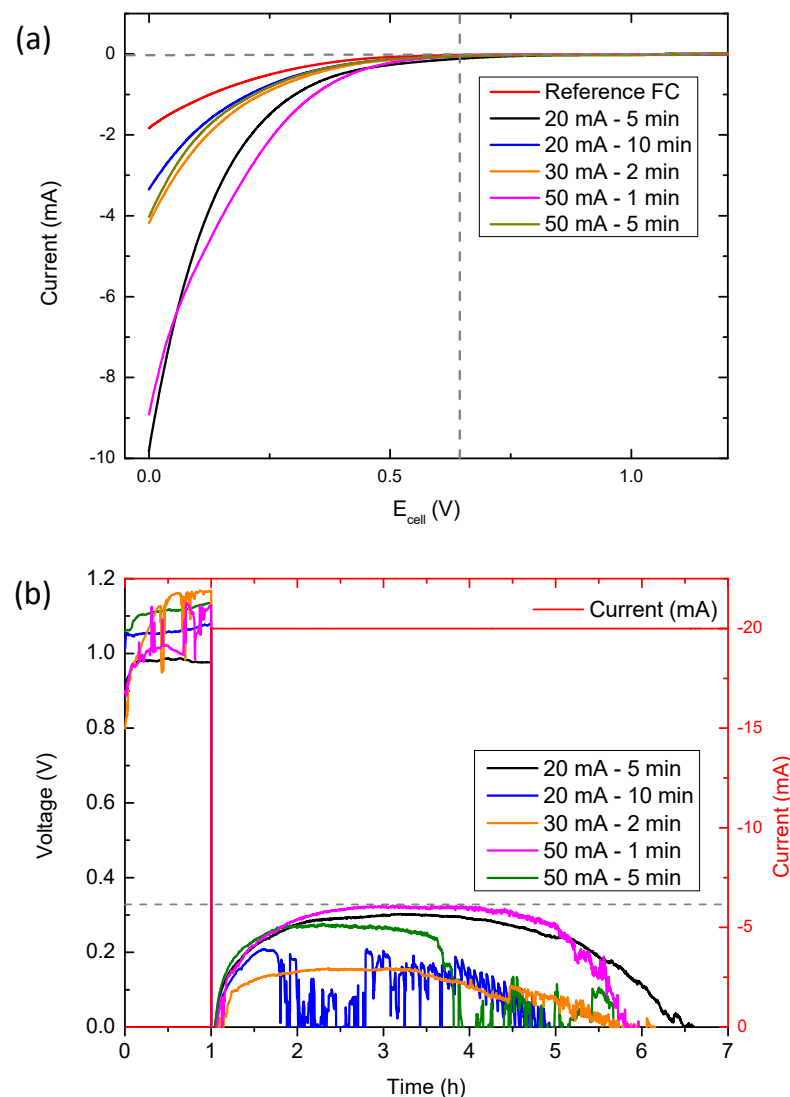 (a)
0
-2
-4
-6
-8
-10
Current (mA)
Reference FC
20 mA - 5 min
20 mA - 10 min
30 mA - 2 min
50 mA - 1 min
50 mA - 5 min
0.0 0.5 1.0
E_cell (V)
(b)
1.2
1.0
0.8
0.6
0.4
0.2
0.0
Voltage (V)
Current (mA)
20 mA - 5 min
20 mA - 10 min
30 mA - 2 min
50 mA - 1 min
50 mA - 5 min
-20
-15
-10
-5
0
Current (mA)
0 1 2 3 4 5 6 7
Time (h)